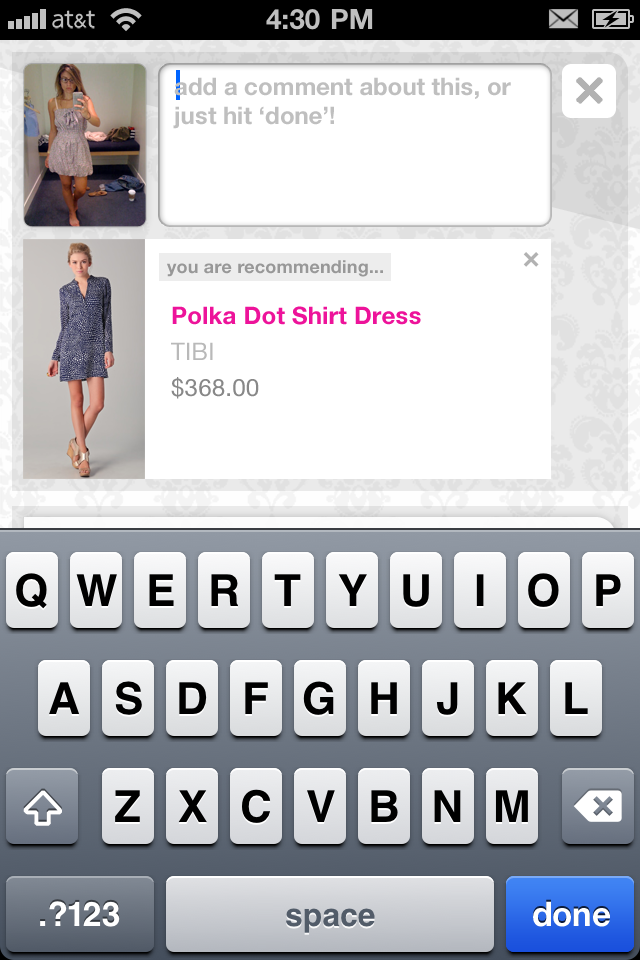 at&t 4:30 PM
add a comment about this, or
just hit ‘done’!
you are recommending...
Polka Dot Shirt Dress
TIBI
$368.00
Q W E R T Y U I O P
A S D F G H J K L
Z X C V B N M
.?123 space done